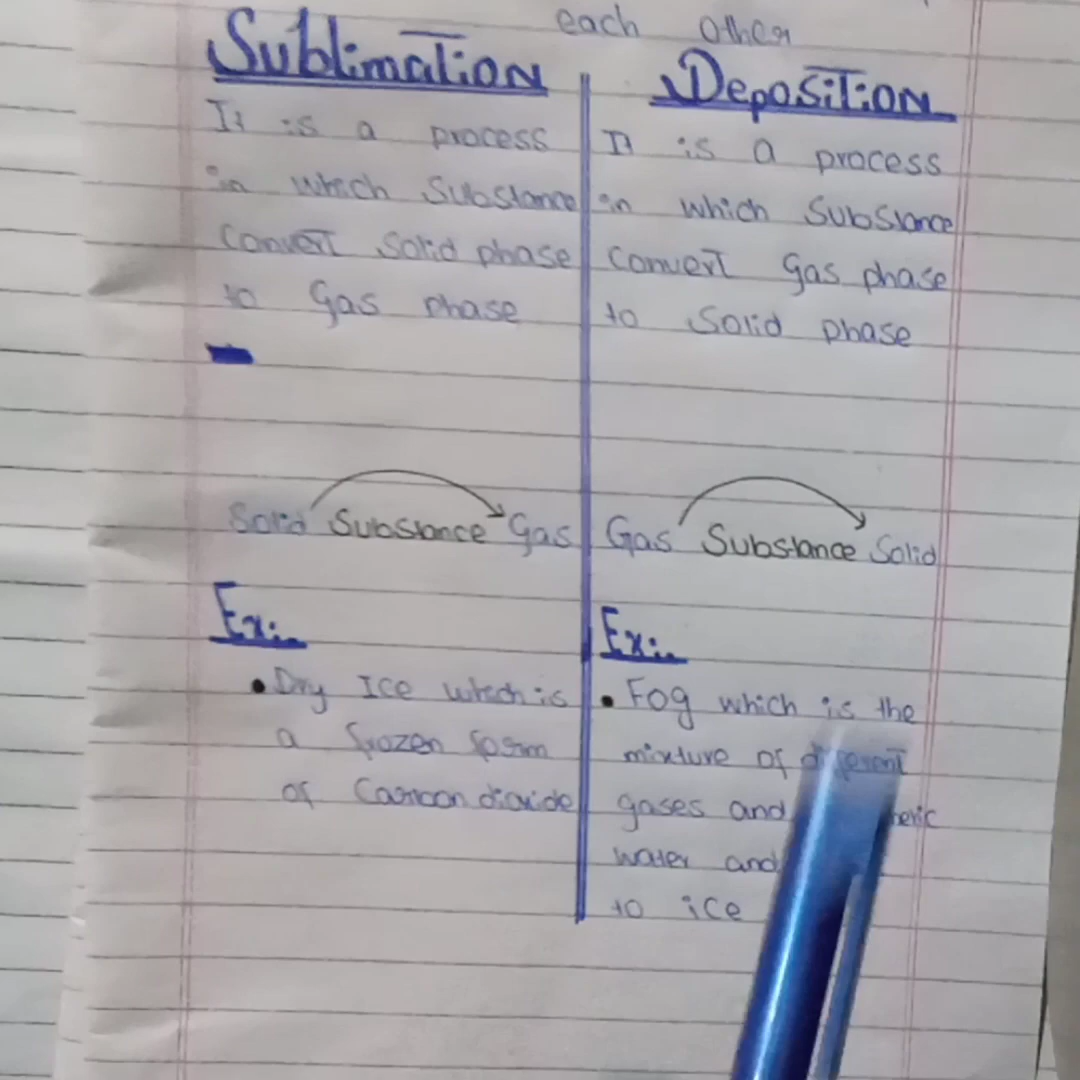 each other
Sublimation
It is a process
in which Substance
Convert Solid phase
to Gas phase
Solid Substance Gas
Ex:
• Dry Ice which is
a frozen form
of Carbon dioxide
Deposition
It is a process
in which Substance
Convert Gas phase
to Solid phase
Gas Substance Solid
Ex:
• Fog which is the
mixture of different
gases and
water and
to ice